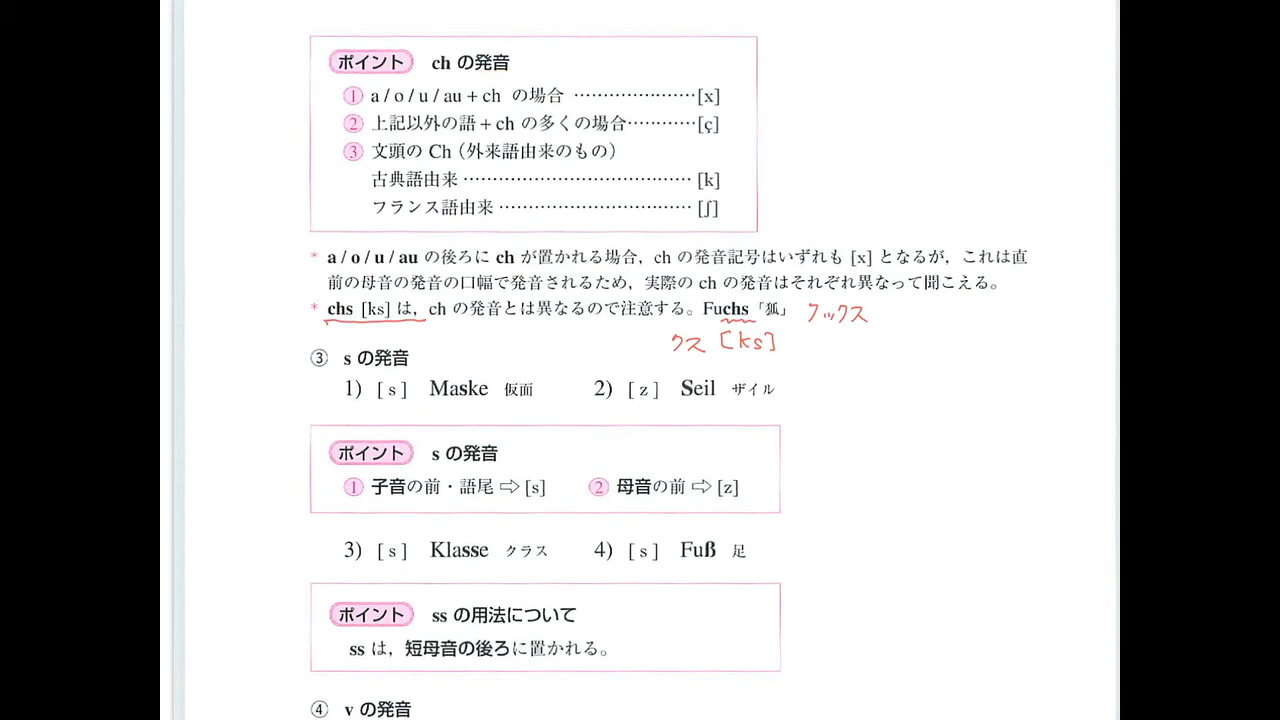 ポイント ch の発音
① a / o / u / au + ch の場合 …………………[x]
② 上記以外の語 + ch の多くの場合…………[ç]
③ 文頭の Ch（外来語由来のもの）
古典語由来 ………………………………… [k]
フランス語由来 …………………………… [ʃ]
* a / o / u / au の後ろに ch が置かれる場合，ch の発音記号はいずれも [x] となるが，これは直
前の母音の発音の口幅で発音されるため，実際の ch の発音はそれぞれ異なって聞こえる。
* chs [ks] は，ch の発音とは異なるので注意する。Fuchs「狐」 クックス
クス [ks]
③ s の発音
1) [ s ] Maske 仮面 2) [ z ] Seil ザイル
ポイント s の発音
① 子音の前・語尾 ⇨ [s] ② 母音の前 ⇨ [z]
3) [ s ] Klasse クラス 4) [ s ] Fuß 足
ポイント ss の用法について
ss は，短母音の後ろに置かれる。
④ v の発音